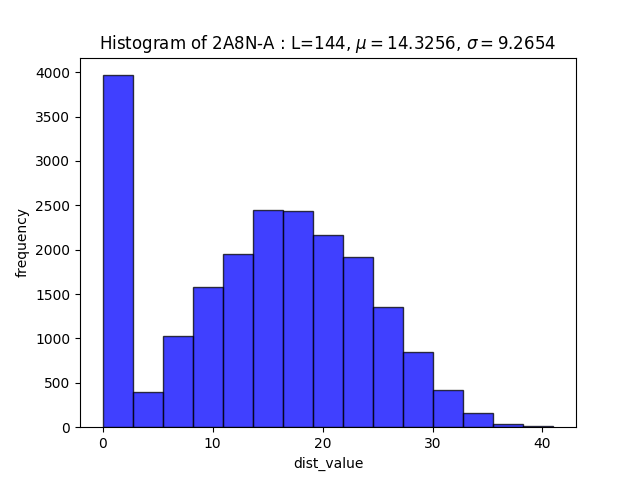 Histogram of 2A8N-A : L=144, μ = 14.3256, σ = 9.2654
4000
3500
3000
2500
2000
1500
1000
500
0
frequency
0 10 20 30 40
dist_value